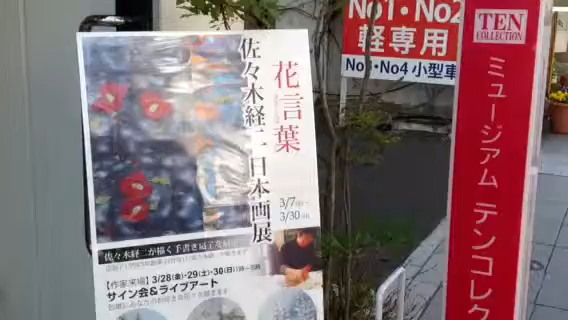 花言葉
佐々木経二 日本画展
3/7
3/30
佐々木経二が描く手書き
【作家来場】3/28(金)・29(土)・30(日)
サイン会&ライブアート
No1・No2
軽専用
No3・No4 小型車
TEN
COLLECTION
ミュージアム テンコレク